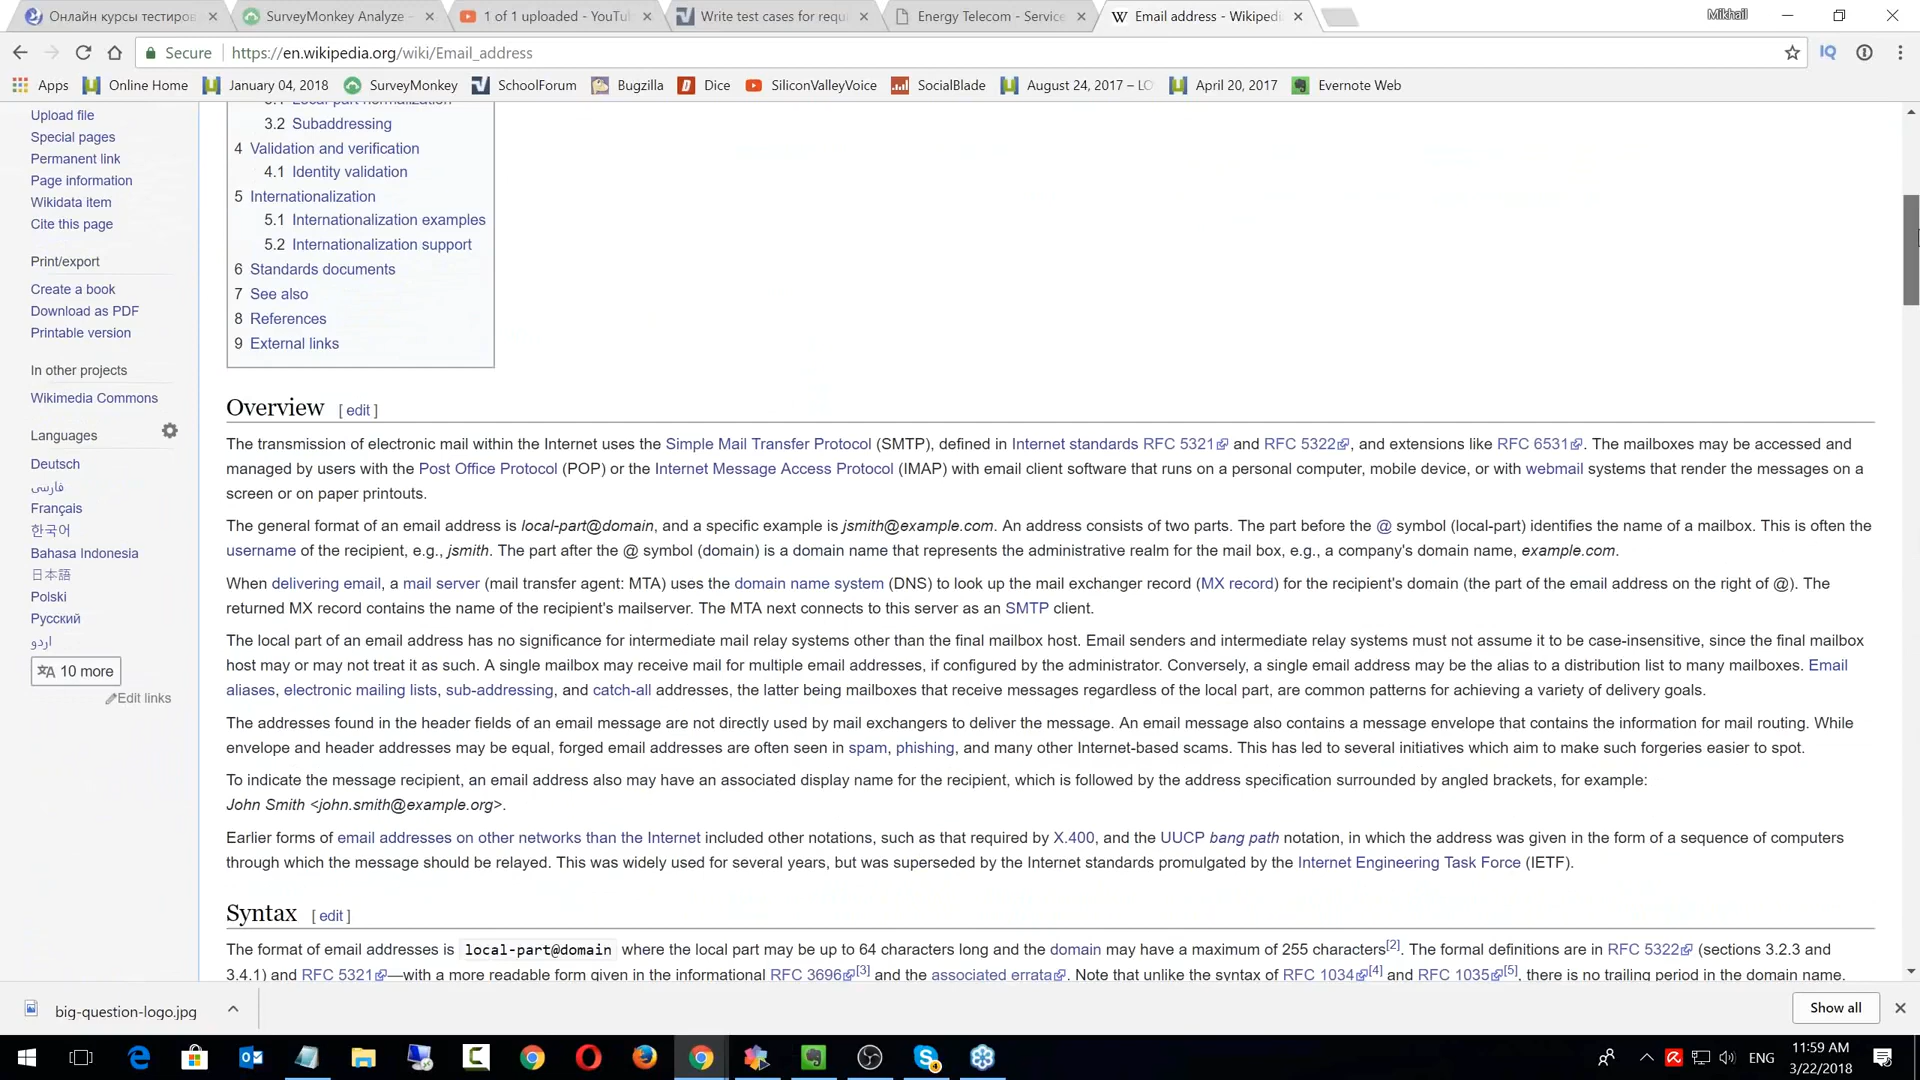 Онлайн курсы тестиров
SurveyMonkey Analyze -
1 of 1 uploaded - YouTu
Write test cases for requ
Energy Telecom - Service
Email address - Wikipedi
Mikhail
Secure
https://en.wikipedia.org/wiki/Email_address
Apps
Online Home
January 04, 2018
SurveyMonkey
SchoolForum
Bugzilla
Dice
SiliconValleyVoice
SocialBlade
August 24, 2017 – LO
April 20, 2017
Evernote Web
Upload file
Special pages
Permanent link
Page information
Wikidata item
Cite this page
Print/export
Create a book
Download as PDF
Printable version
In other projects
Wikimedia Commons
Languages
Deutsch
فارسی
Français
한국어
Bahasa Indonesia
日本語
Polski
Русский
اردو
10 more
Edit links
3.1 Local-part normalization
3.2 Subaddressing
4 Validation and verification
4.1 Identity validation
5 Internationalization
5.1 Internationalization examples
5.2 Internationalization support
6 Standards documents
7 See also
8 References
9 External links
Overview [ edit ]
The transmission of electronic mail within the Internet uses the Simple Mail Transfer Protocol (SMTP), defined in Internet standards RFC 5321 and RFC 5322, and extensions like RFC 6531. The mailboxes may be accessed and
managed by users with the Post Office Protocol (POP) or the Internet Message Access Protocol (IMAP) with email client software that runs on a personal computer, mobile device, or with webmail systems that render the messages on a
screen or on paper printouts.
The general format of an email address is local-part@domain, and a specific example is jsmith@example.com. An address consists of two parts. The part before the @ symbol (local-part) identifies the name of a mailbox. This is often the
username of the recipient, e.g., jsmith. The part after the @ symbol (domain) is a domain name that represents the administrative realm for the mail box, e.g., a company's domain name, example.com.
When delivering email, a mail server (mail transfer agent: MTA) uses the domain name system (DNS) to look up the mail exchanger record (MX record) for the recipient's domain (the part of the email address on the right of @). The
returned MX record contains the name of the recipient's mailserver. The MTA next connects to this server as an SMTP client.
The local part of an email address has no significance for intermediate mail relay systems other than the final mailbox host. Email senders and intermediate relay systems must not assume it to be case-insensitive, since the final mailbox
host may or may not treat it as such. A single mailbox may receive mail for multiple email addresses, if configured by the administrator. Conversely, a single email address may be the alias to a distribution list to many mailboxes. Email
aliases, electronic mailing lists, sub-addressing, and catch-all addresses, the latter being mailboxes that receive messages regardless of the local part, are common patterns for achieving a variety of delivery goals.
The addresses found in the header fields of an email message are not directly used by mail exchangers to deliver the message. An email message also contains a message envelope that contains the information for mail routing. While
envelope and header addresses may be equal, forged email addresses are often seen in spam, phishing, and many other Internet-based scams. This has led to several initiatives which aim to make such forgeries easier to spot.
To indicate the message recipient, an email address also may have an associated display name for the recipient, which is followed by the address specification surrounded by angled brackets, for example:
John Smith <john.smith@example.org>.
Earlier forms of email addresses on other networks than the Internet included other notations, such as that required by X.400, and the UUCP bang path notation, in which the address was given in the form of a sequence of computers
through which the message should be relayed. This was widely used for several years, but was superseded by the Internet standards promulgated by the Internet Engineering Task Force (IETF).
Syntax [ edit ]
The format of email addresses is local-part@domain where the local part may be up to 64 characters long and the domain may have a maximum of 255 characters[2]. The formal definitions are in RFC 5322 (sections 3.2.3 and
3.4.1) and RFC 5321—with a more readable form given in the informational RFC 3696[3] and the associated errata. Note that unlike the syntax of RFC 1034[4] and RFC 1035[5], there is no trailing period in the domain name.
big-question-logo.jpg
Show all
ENG
11:59 AM
3/22/2018